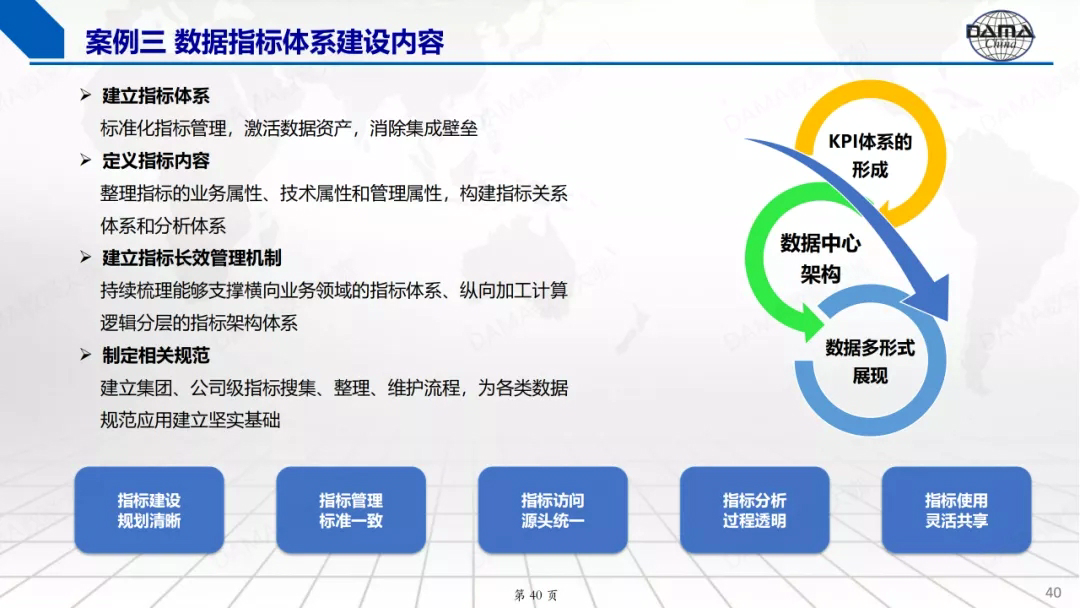 案例三 数据指标体系建设内容
DAMA
China
➢ 建立指标体系
标准化指标管理，激活数据资产，消除集成壁垒
➢ 定义指标内容
整理指标的业务属性、技术属性和管理属性，构建指标关系
体系和分析体系
➢ 建立指标长效管理机制
持续梳理能够支撑横向业务领域的指标体系、纵向加工计算
逻辑分层的指标架构体系
➢ 制定相关规范
建立集团、公司级指标搜集、整理、维护流程，为各类数据
规范应用建立坚实基础
KPI体系的
形成
数据中心
架构
数据多形式
展现
指标建设
规划清晰
指标管理
标准一致
指标访问
源头统一
指标分析
过程透明
指标使用
灵活共享
第 40 页
40